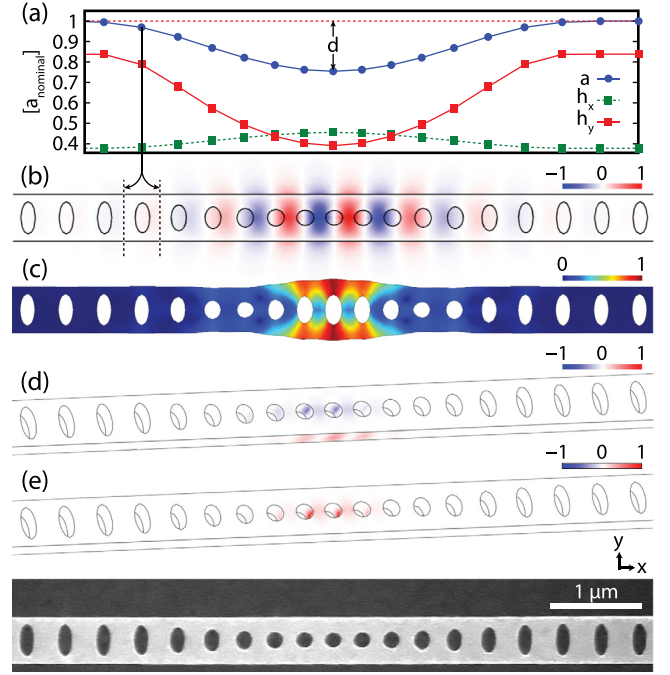 (a)
1
0.9
0.8
0.7
0.6
0.5
0.4
[a_nominal]
d
a
h_x
h_y
(b)
−1 0 1
(c)
0 1
(d)
−1 0 1
(e)
−1 0 1
y
x
1 μm